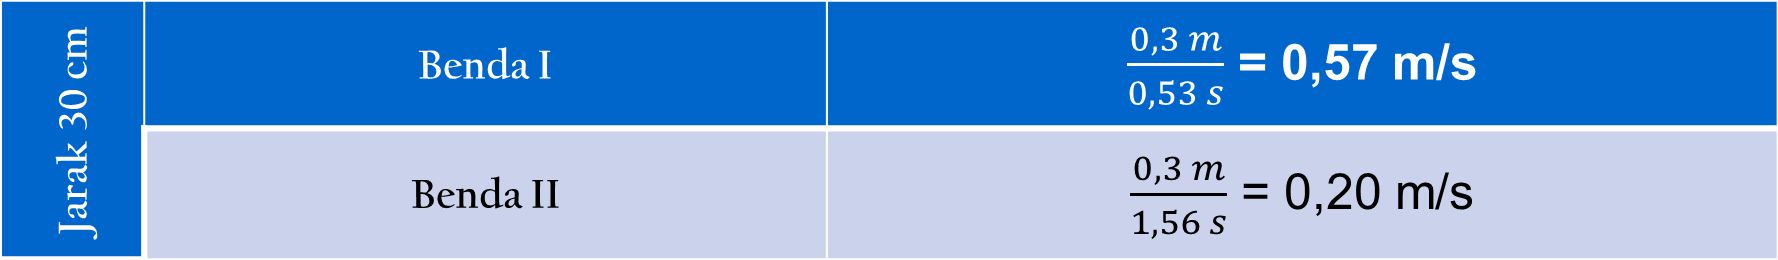 Jarak 30 cm
Benda I
0,3 m
0,53 s
= 0,57 m/s
Benda II
0,3 m
1,56 s
= 0,20 m/s